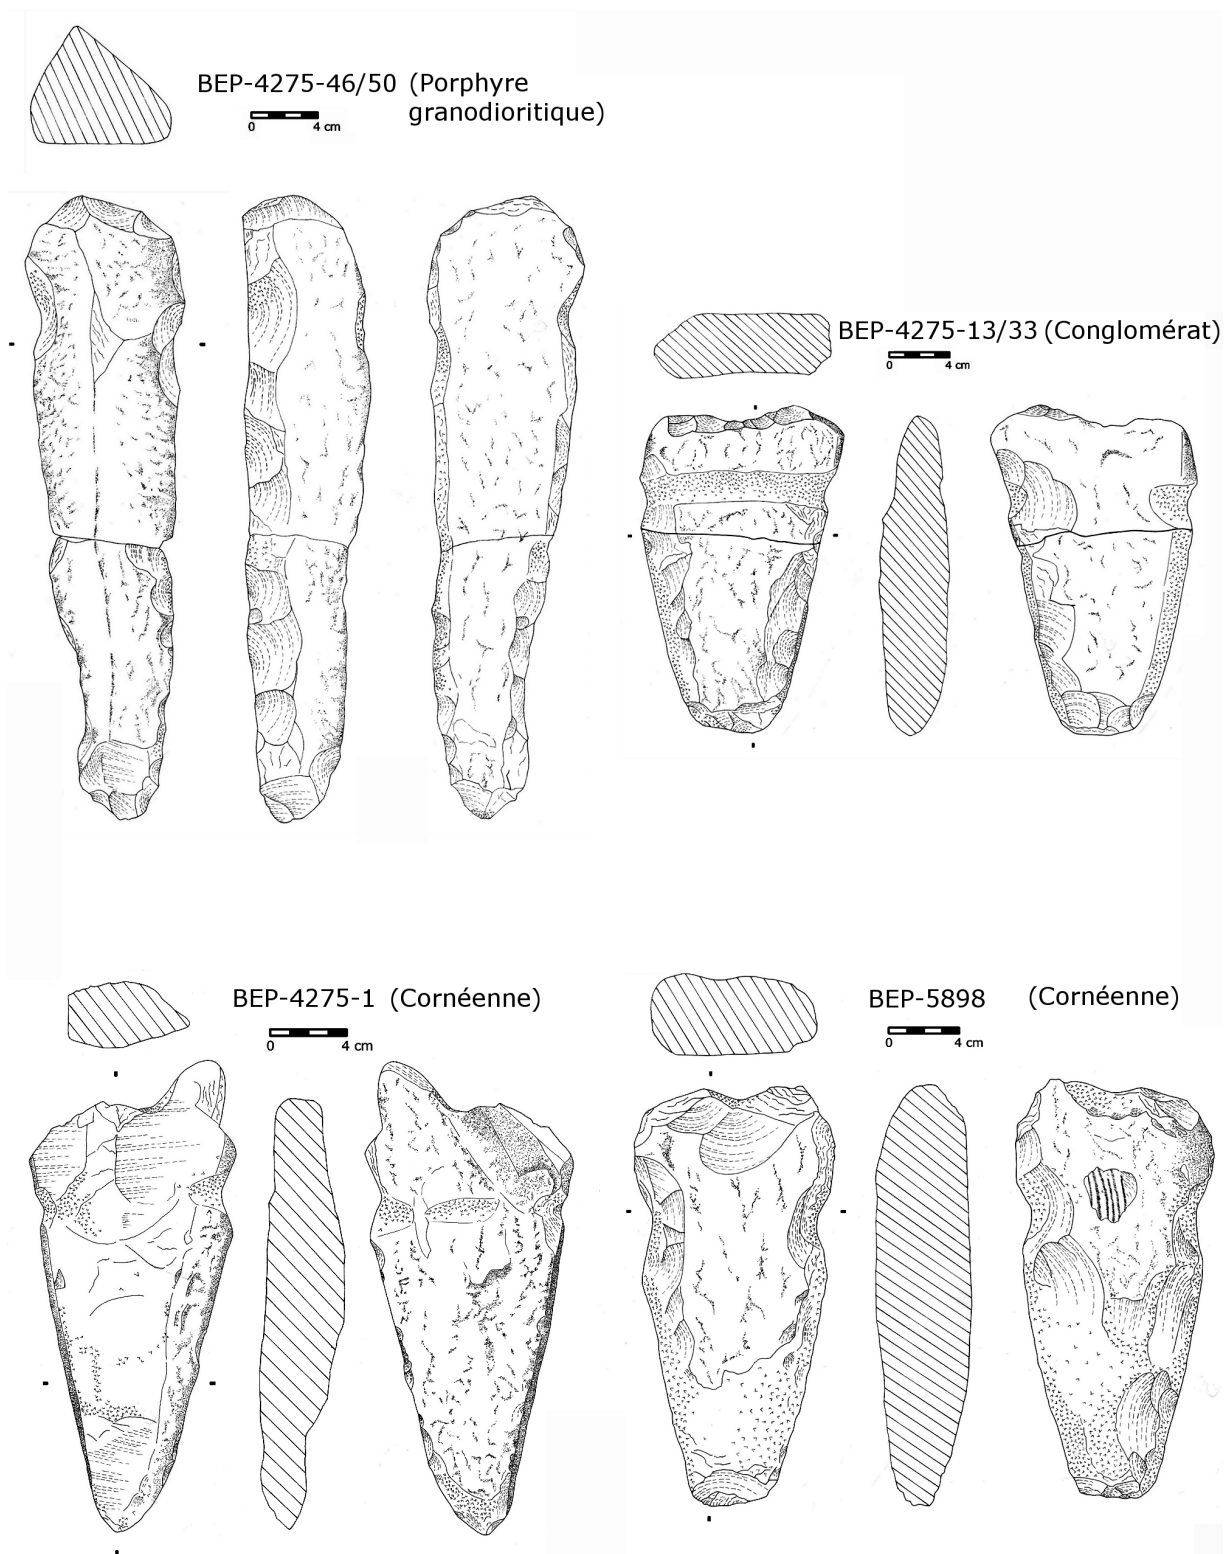 BEP-4275-46/50 (Porphyre
granodioritique)
0 4 cm
BEP-4275-13/33 (Conglomérat)
0 4 cm
BEP-4275-1 (Cornéenne)
0 4 cm
BEP-5898 (Cornéenne)
0 4 cm